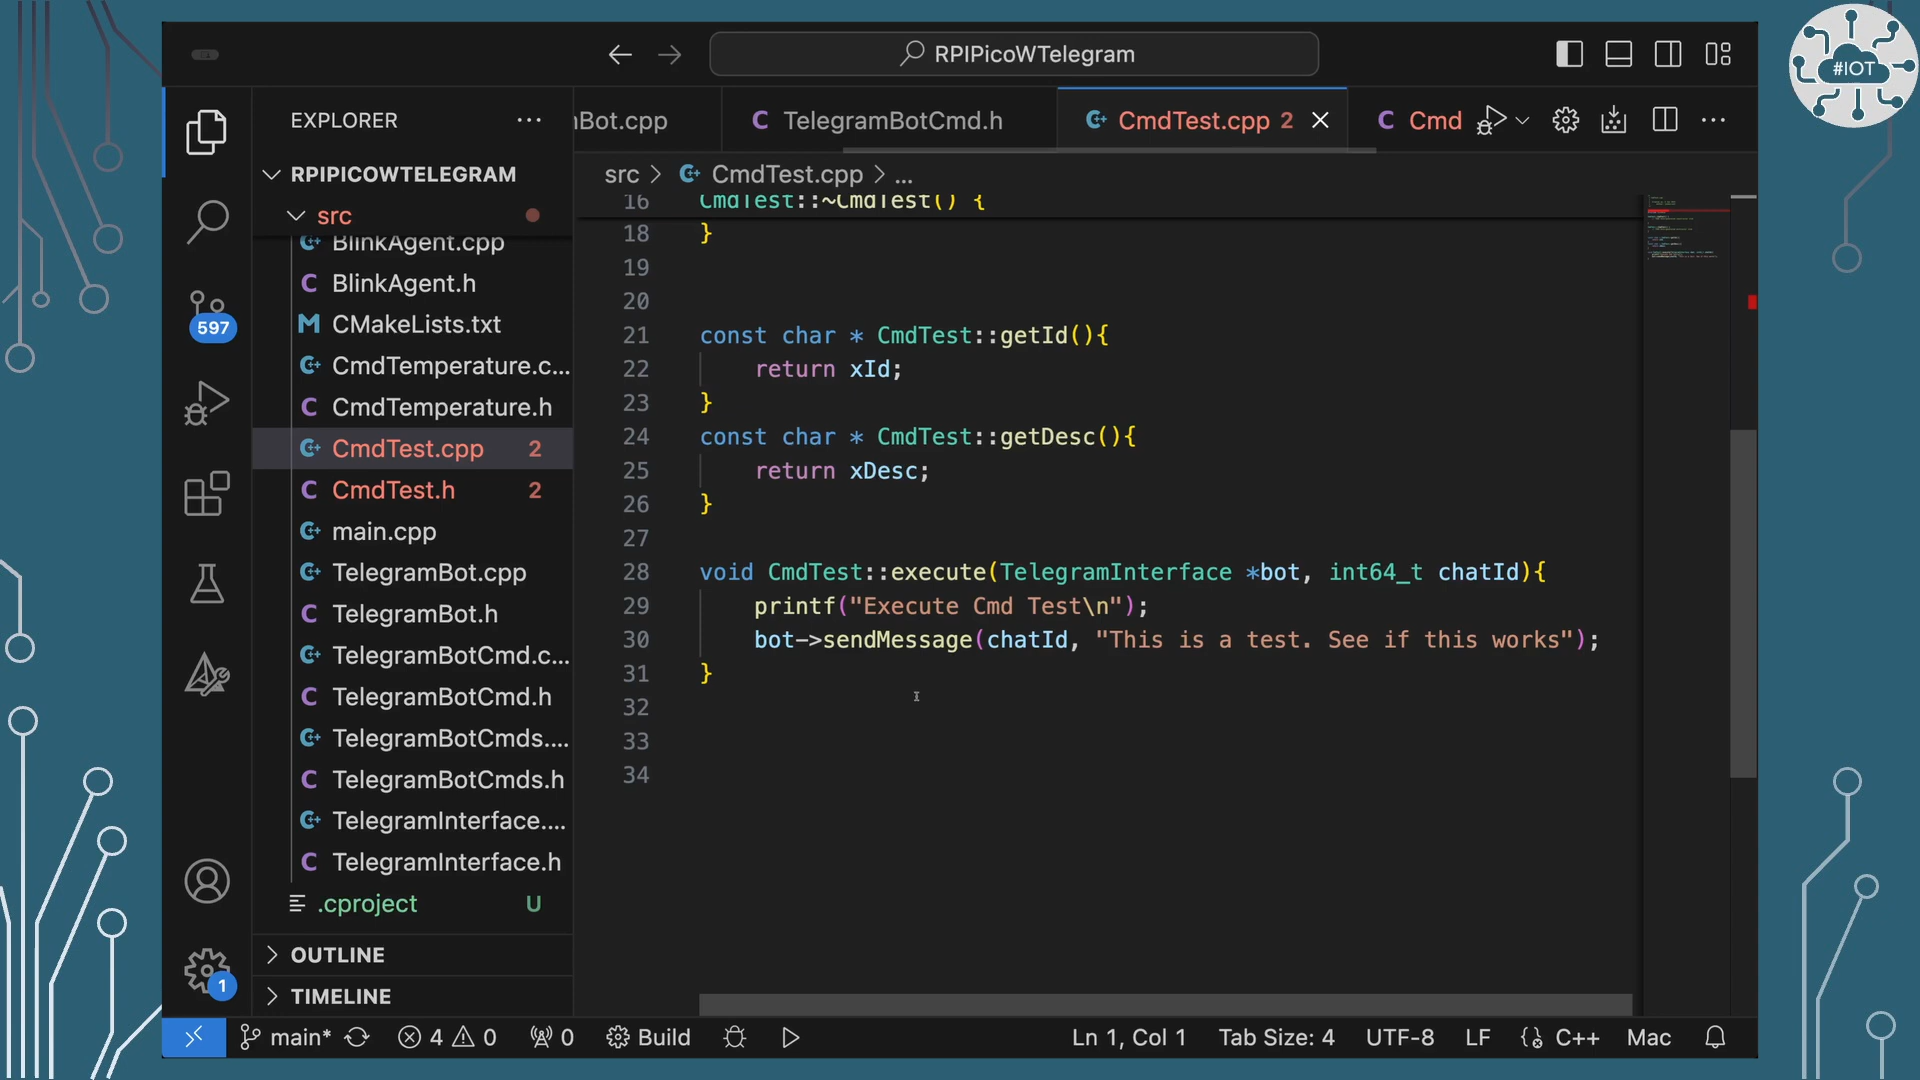 RPIPicoWTelegram
#IOT
EXPLORER
nBot.cpp
TelegramBotCmd.h
CmdTest.cpp 2
Cmd
RPIPICOWTELEGRAM
src > CmdTest.cpp > ...
src
BlinkAgent.cpp
BlinkAgent.h
CMakeLists.txt
CmdTemperature.c...
CmdTemperature.h
CmdTest.cpp 2
CmdTest.h 2
main.cpp
TelegramBot.cpp
TelegramBot.h
TelegramBotCmd.c...
TelegramBotCmd.h
TelegramBotCmds....
TelegramBotCmds.h
TelegramInterface....
TelegramInterface.h
.cproject U
OUTLINE
TIMELINE
597
1
16 CmdTest::~CmdTest() {
18 }
19
20
21 const char * CmdTest::getId(){
22 return xId;
23 }
24 const char * CmdTest::getDesc(){
25 return xDesc;
26 }
27
28 void CmdTest::execute(TelegramInterface *bot, int64_t chatId){
29 printf("Execute Cmd Test\n");
30 bot->sendMessage(chatId, "This is a test. See if this works");
31 }
32
33
34
main* 4 0 0 Build Ln 1, Col 1 Tab Size: 4 UTF-8 LF C++ Mac